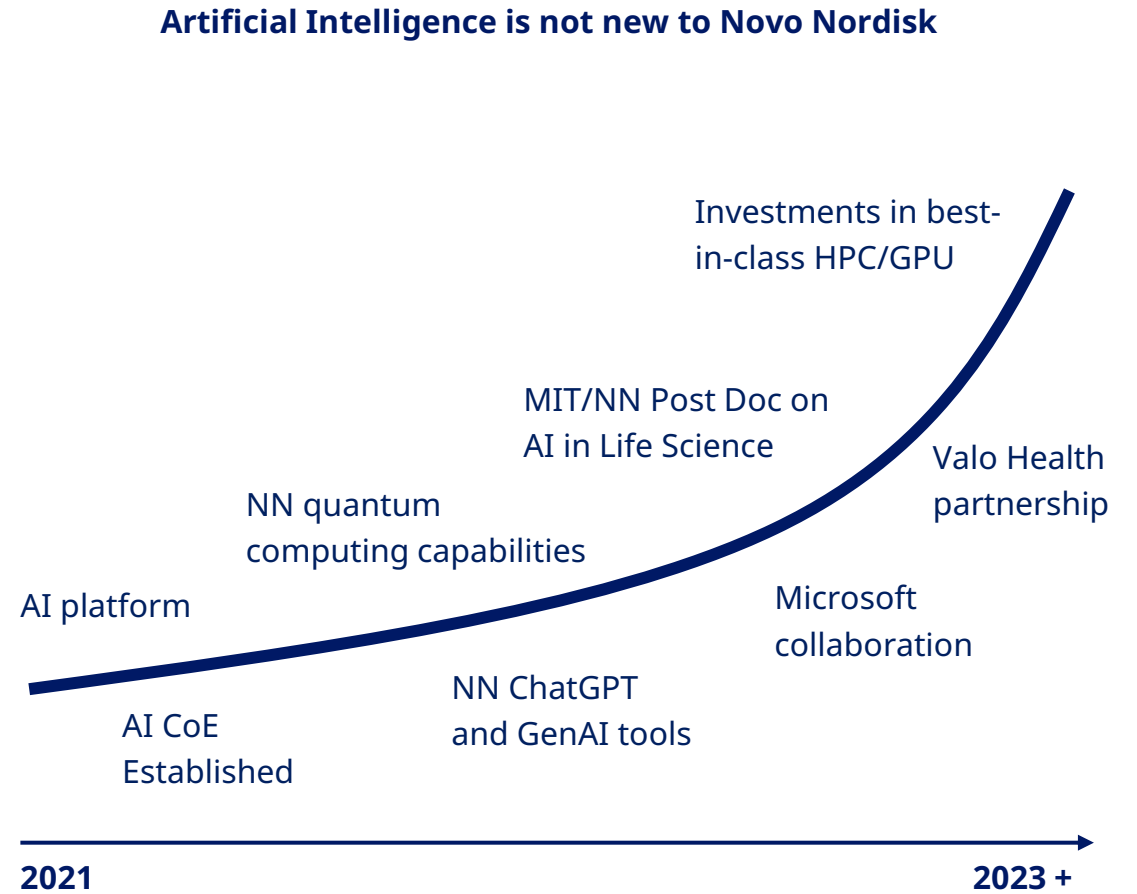 Artificial Intelligence is not new to Novo Nordisk
Investments in best-
in-class HPC/GPU
MIT/NN Post Doc on
AI in Life Science
Valo Health
partnership
NN quantum
computing capabilities
AI platform
Microsoft
collaboration
NN ChatGPT
and GenAI tools
AI CoE
Established
2021
2023 +